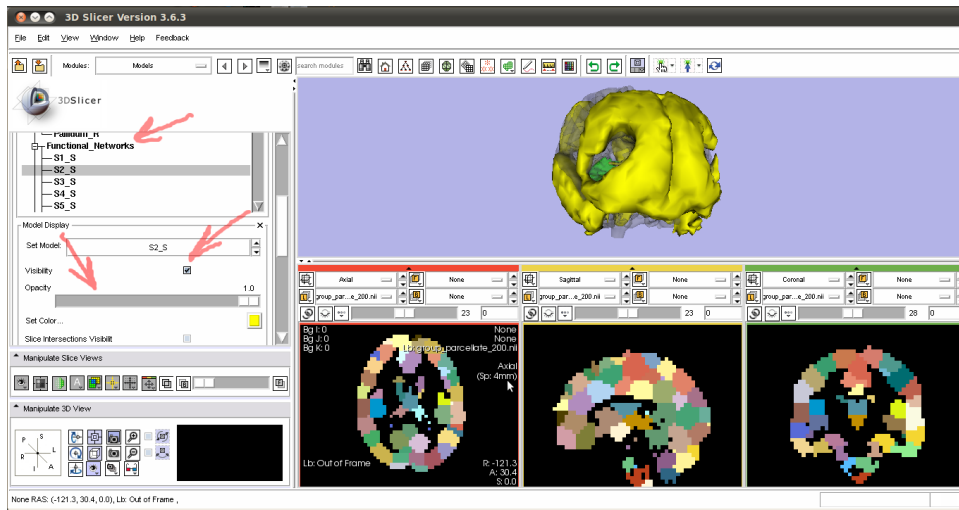 3D Slicer Version 3.6.3
File Edit View Window Help Feedback
Modules: Models search modules
3DSlicer
Pallidum_R
Functional_Networks
S1_S
S2_S
S3_S
S4_S
S5_S
Model Display
Set Model: S2_S
Visibility
Opacity 1.0
Set Color...
Slice Intersections Visibilit
Manipulate Slice Views
Manipulate 3D View
P S
R L
I A
Axial None
group_par...e_200.nii None
23 0
Sagittal None
group_par...e_200.nii None
23 0
Coronal None
group_par...e_200.nii None
28 0
Bg I: 0 None
Bg J: 0 None
Bg K: 0 Lb: group_parcellate_200.nii
Axial
(Sp: 4mm)
Lb: Out of Frame R: -121.3
A: 30.4
S: 0.0
None RAS: (-121.3, 30.4, 0.0), Lb: Out of Frame ,